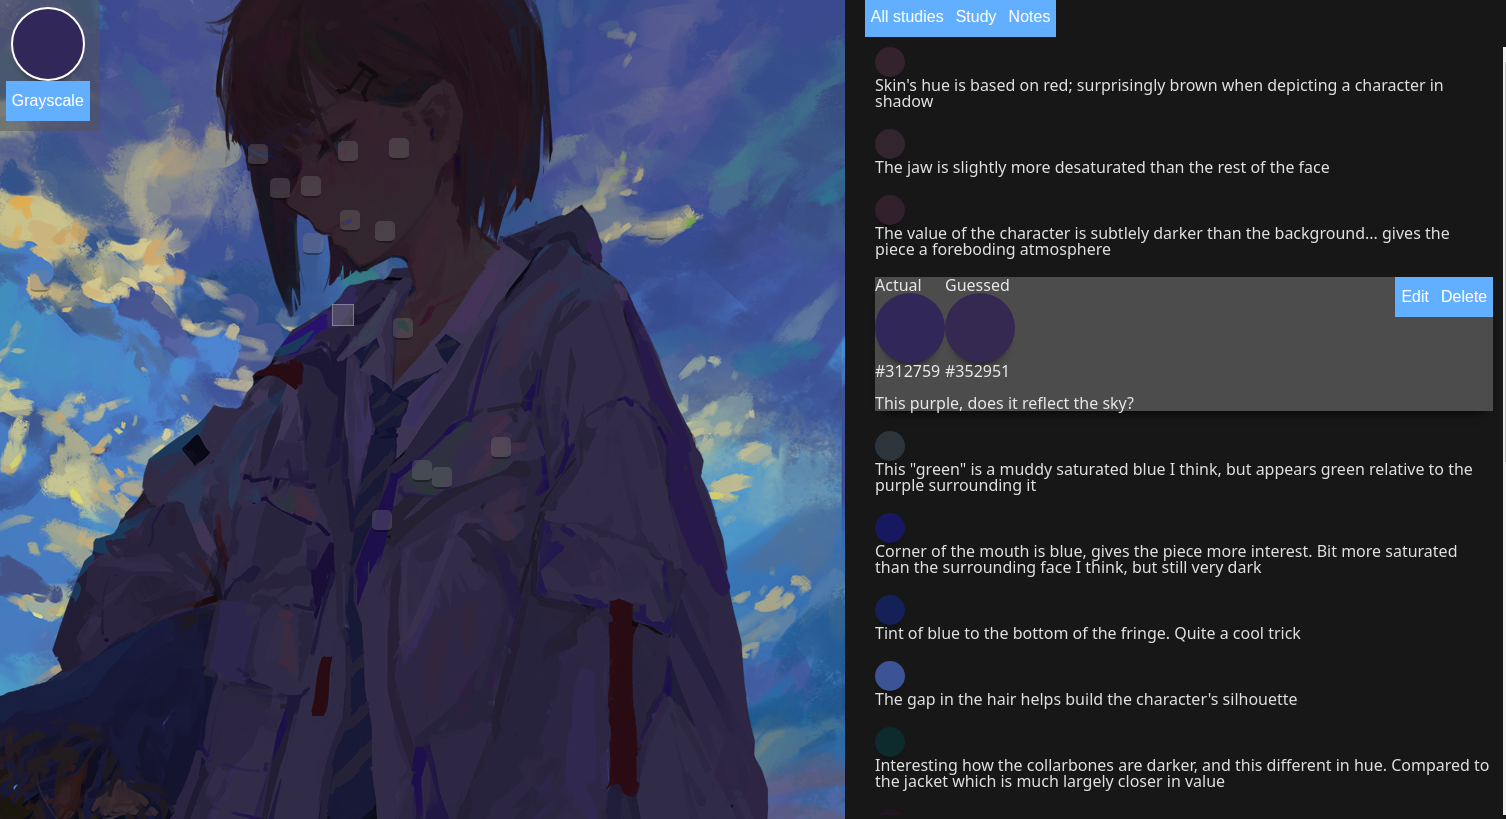 Grayscale
All studies Study Notes
Skin's hue is based on red; surprisingly brown when depicting a character in
shadow
The jaw is slightly more desaturated than the rest of the face
The value of the character is subtlely darker than the background... gives the
piece a foreboding atmosphere
Actual Guessed
Edit Delete
#312759 #352951
This purple, does it reflect the sky?
This "green" is a muddy saturated blue I think, but appears green relative to the
purple surrounding it
Corner of the mouth is blue, gives the piece more interest. Bit more saturated
than the surrounding face I think, but still very dark
Tint of blue to the bottom of the fringe. Quite a cool trick
The gap in the hair helps build the character's silhouette
Interesting how the collarbones are darker, and this different in hue. Compared to
the jacket which is much largely closer in value